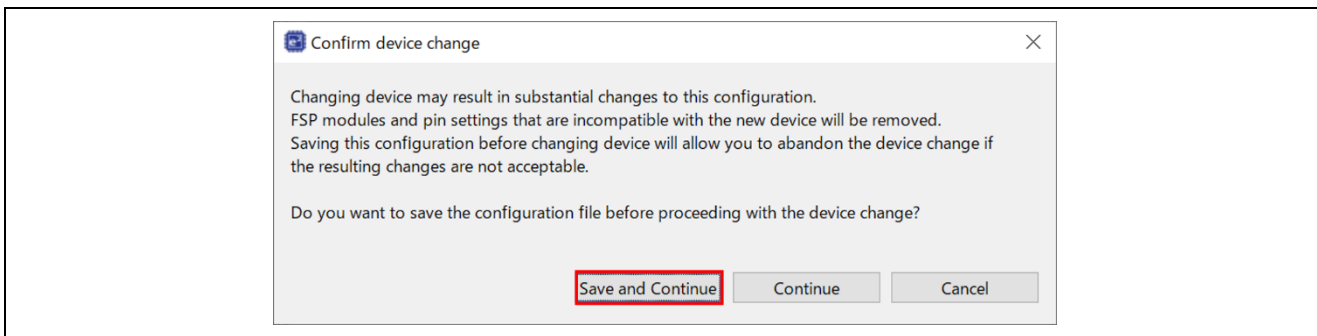 Confirm device change
Changing device may result in substantial changes to this configuration.
FSP modules and pin settings that are incompatible with the new device will be removed.
Saving this configuration before changing device will allow you to abandon the device change if
the resulting changes are not acceptable.
Do you want to save the configuration file before proceeding with the device change?
Save and Continue
Continue
Cancel